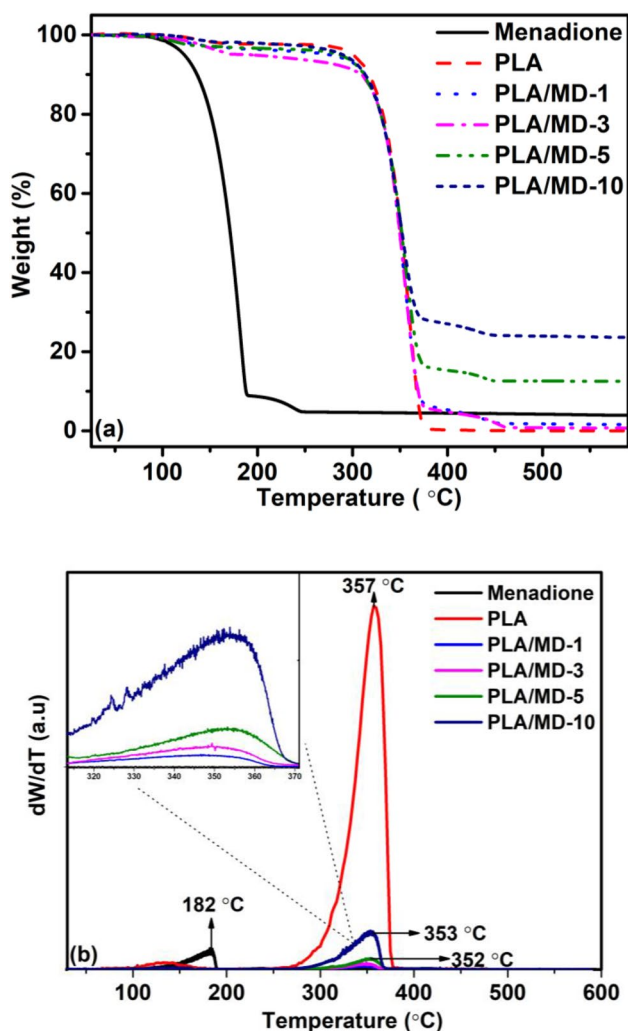 100
80
60
40
20
0
Weight (%)
(a)
Menadione
PLA
PLA/MD-1
PLA/MD-3
PLA/MD-5
PLA/MD-10
100 200 300 400 500
Temperature ( °C)
357 °C
Menadione
PLA
PLA/MD-1
PLA/MD-3
PLA/MD-5
PLA/MD-10
320 330 340 350 360 370
dW/dT (a.u)
182 °C
353 °C
352 °C
(b)
100 200 300 400 500 600
Temperature (°C)